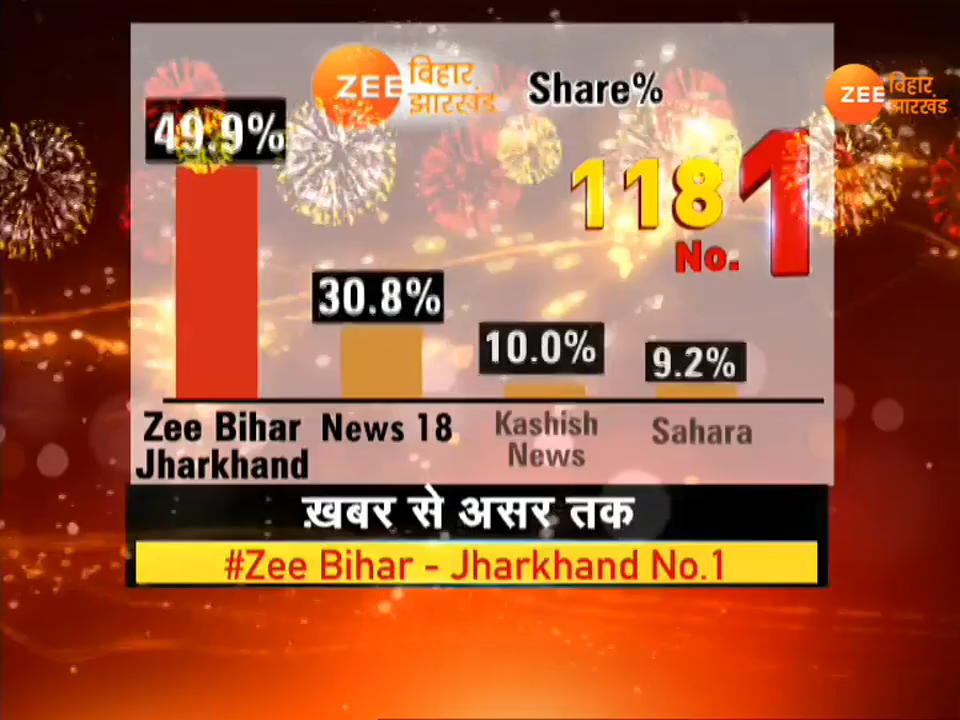 ZEE बिहार झारखंड
Share%
ZEE बिहार झारखंड
49.9%
118
No. 1
30.8%
10.0%
9.2%
Zee Bihar Jharkhand
News 18
Kashish News
Sahara
ख़बर से असर तक
#Zee Bihar - Jharkhand No.1